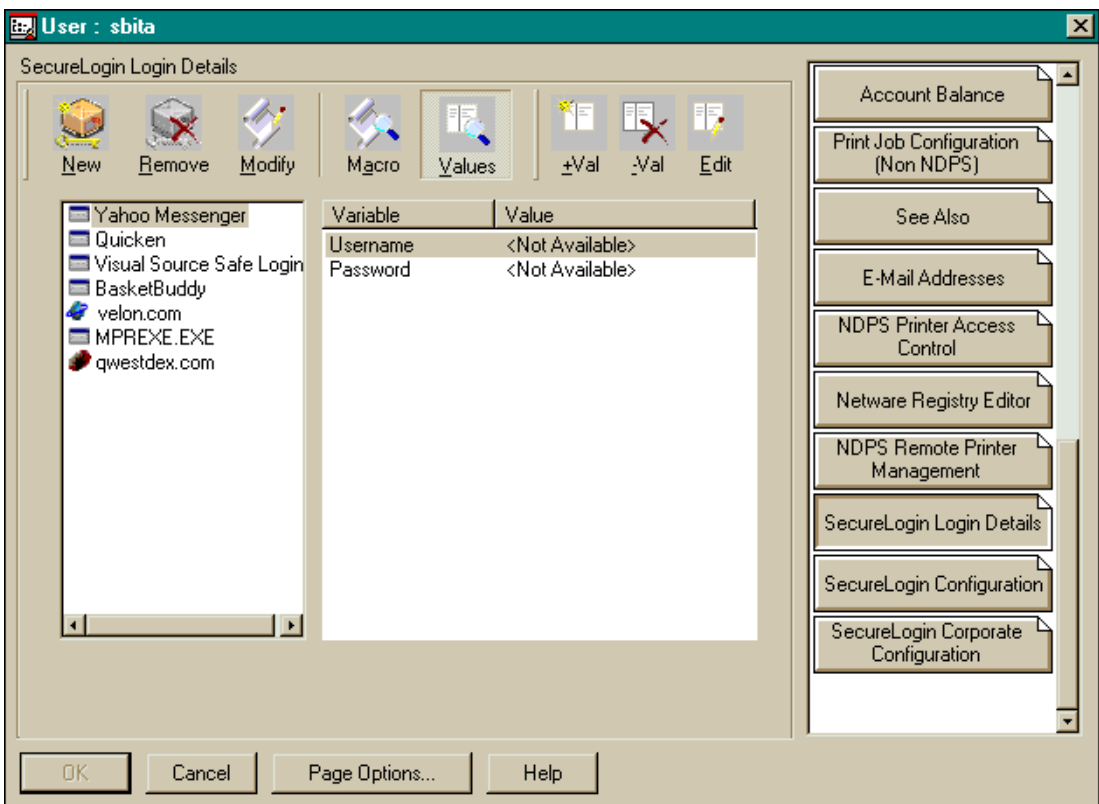 User : sbita
SecureLogin Login Details
New
Remove
Modify
Macro
Values
+Val
-Val
Edit
Yahoo Messenger
Quicken
Visual Source Safe Login
BasketBuddy
velon.com
MPREXE.EXE
qwestdex.com
Variable Value
Username <Not Available>
Password <Not Available>
Account Balance
Print Job Configuration
(Non NDPS)
See Also
E-Mail Addresses
NDPS Printer Access
Control
Netware Registry Editor
NDPS Remote Printer
Management
SecureLogin Login Details
SecureLogin Configuration
SecureLogin Corporate
Configuration
OK
Cancel
Page Options...
Help